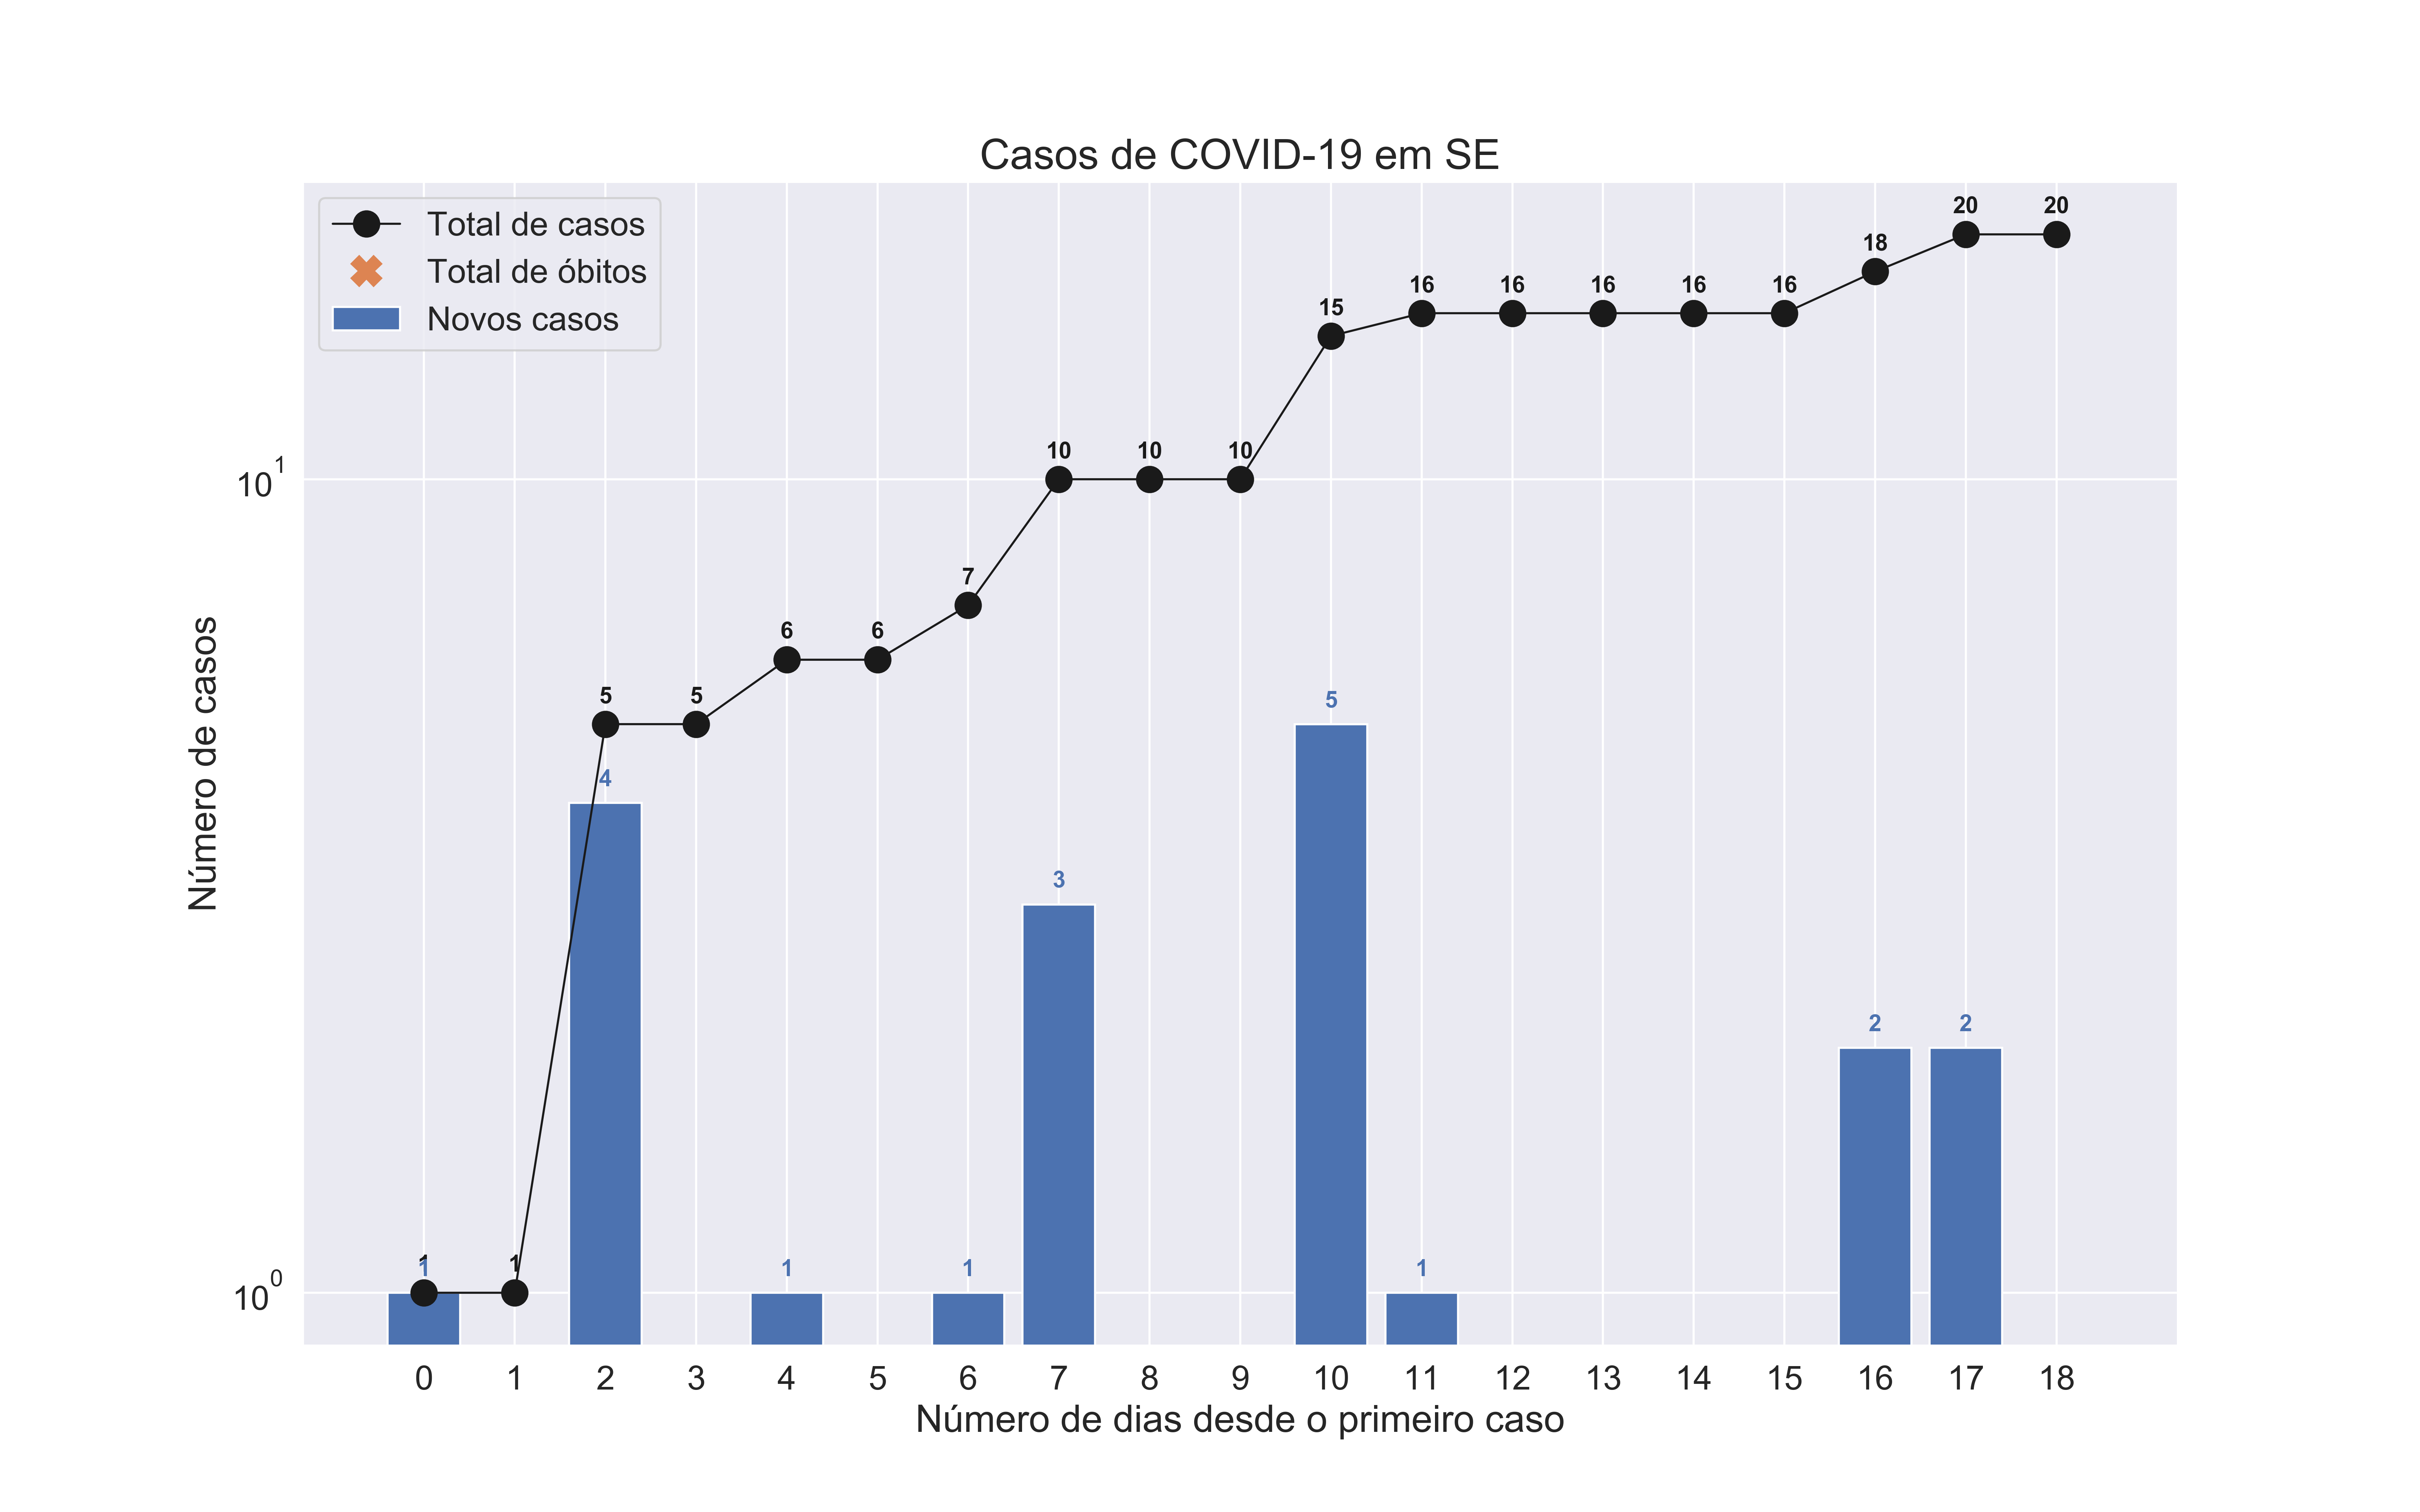 Casos de COVID-19 em SE
Total de casos
Total de óbitos
Novos casos
20 20
18
16 16 16 16 16
15
10 10 10
7
6 6
5 5
5
4
3
2 2
1 1
1 1 1 1
10^1
10^0
Número de casos
0 1 2 3 4 5 6 7 8 9 10 11 12 13 14 15 16 17 18
Número de dias desde o primeiro caso